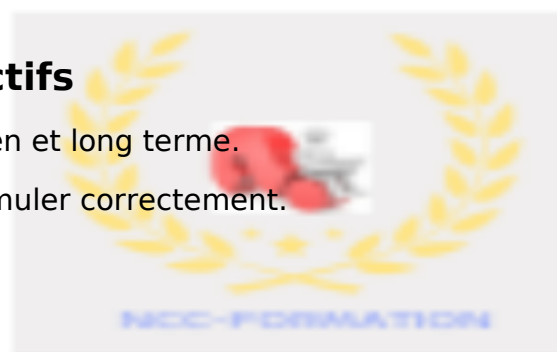 ctifs
en et long terme.
muler correctement.
NCC-FORMATION